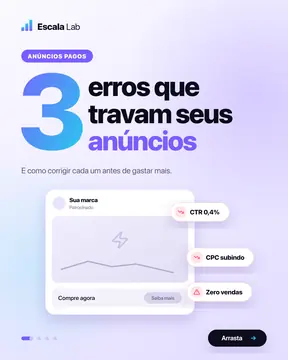 Escala Lab
ANÚNCIOS PAGOS
3 erros que
travam seus
anúncios
E como corrigir cada um antes de gastar mais.
Sua marca
Patrocinado
CTR 0,4%
CPC subindo
Zero vendas
Compre agora
Saiba mais
Arrasta →